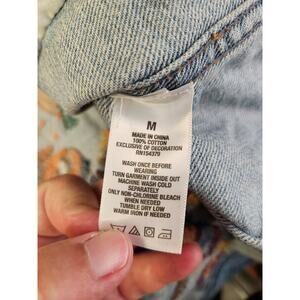 M
MADE IN CHINA
100% COTTON
EXCLUSIVE OF DECORATION
RN154379
WASH ONCE BEFORE
WEARING
TURN GARMENT INSIDE OUT
MACHINE WASH COLD
SEPARATELY
ONLY NON-CHLORINE BLEACH
WHEN NEEDED
TUMBLE DRY LOW
WARM IRON IF NEEDED